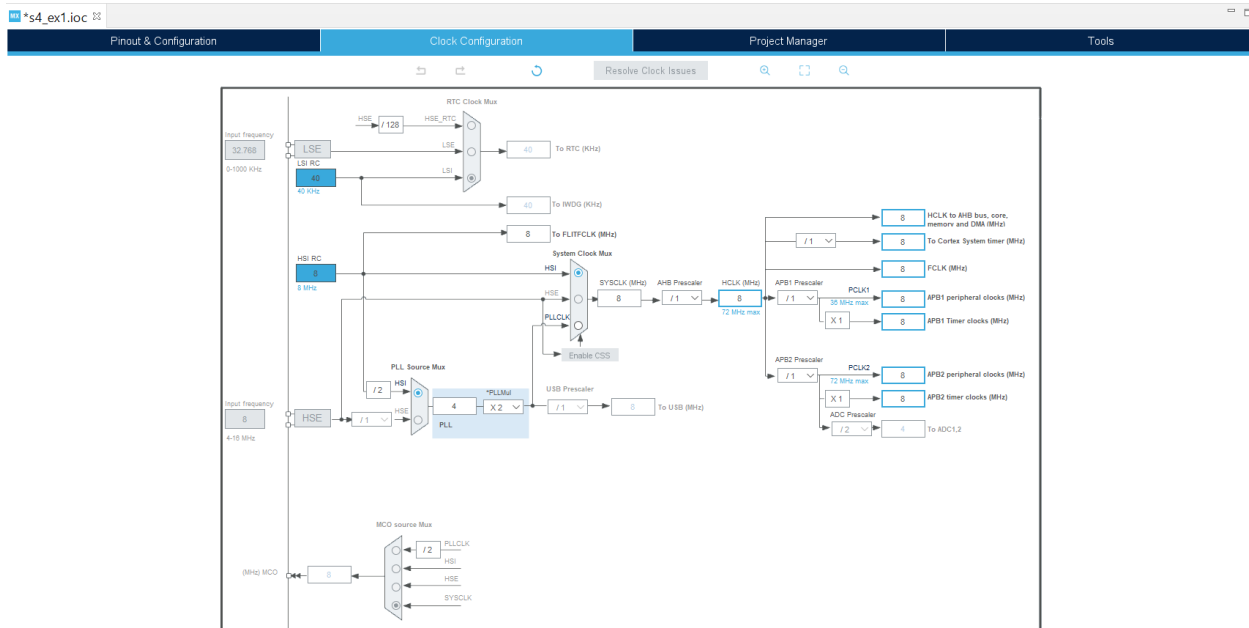 MX *s4_ex1.ioc
Pinout & Configuration
Clock Configuration
Project Manager
Tools
Resolve Clock Issues
RTC Clock Mux
HSE
/ 128
HSE_RTC
Input frequency
32.768
0-1000 KHz
LSE
LSE
40
To RTC (KHz)
LSI RC
40
40 KHz
LSI
40
To IWDG (KHz)
8
To FLITFCLK (MHz)
System Clock Mux
HSI RC
8
8 MHz
HSI
HSE
PLLCLK
SYSCLK (MHz)
8
AHB Prescaler
/ 1
HCLK (MHz)
8
72 MHz max
8
HCLK to AHB bus, core,
memory and DMA (MHz)
/ 1
8
To Cortex System timer (MHz)
8
FCLK (MHz)
APB1 Prescaler
/ 1
PCLK1
36 MHz max
8
APB1 peripheral clocks (MHz)
X 1
8
APB1 Timer clocks (MHz)
Enable CSS
APB2 Prescaler
/ 1
PCLK2
72 MHz max
8
APB2 peripheral clocks (MHz)
X 1
8
APB2 timer clocks (MHz)
ADC Prescaler
/ 2
4
To ADC1,2
PLL Source Mux
/ 2
HSI
HSE
4
*PLLMul
X 2
PLL
USB Prescaler
/ 1
8
To USB (MHz)
Input frequency
8
4-16 MHz
HSE
/ 1
MCO source Mux
/ 2
PLLCLK
HSI
HSE
SYSCLK
(MHz) MCO
8